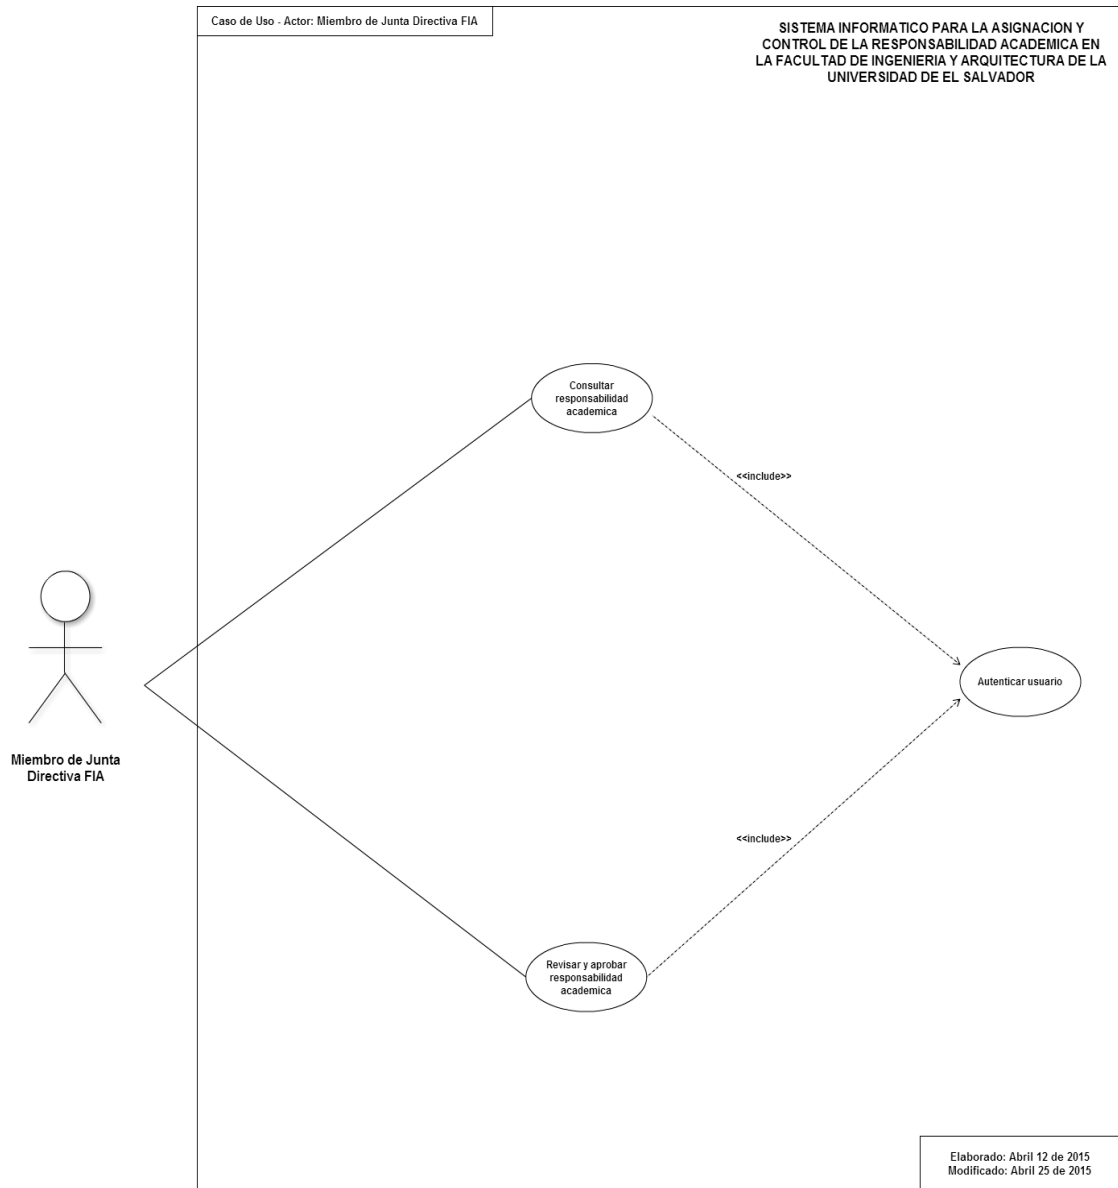 Caso de Uso - Actor: Miembro de Junta Directiva FIA
SISTEMA INFORMATICO PARA LA ASIGNACION Y
CONTROL DE LA RESPONSABILIDAD ACADEMICA EN
LA FACULTAD DE INGENIERIA Y ARQUITECTURA DE LA
UNIVERSIDAD DE EL SALVADOR
Consultar
responsabilidad
academica
<<include>>
Autenticar usuario
Miembro de Junta
Directiva FIA
<<include>>
Revisar y aprobar
responsabilidad
academica
Elaborado: Abril 12 de 2015
Modificado: Abril 25 de 2015